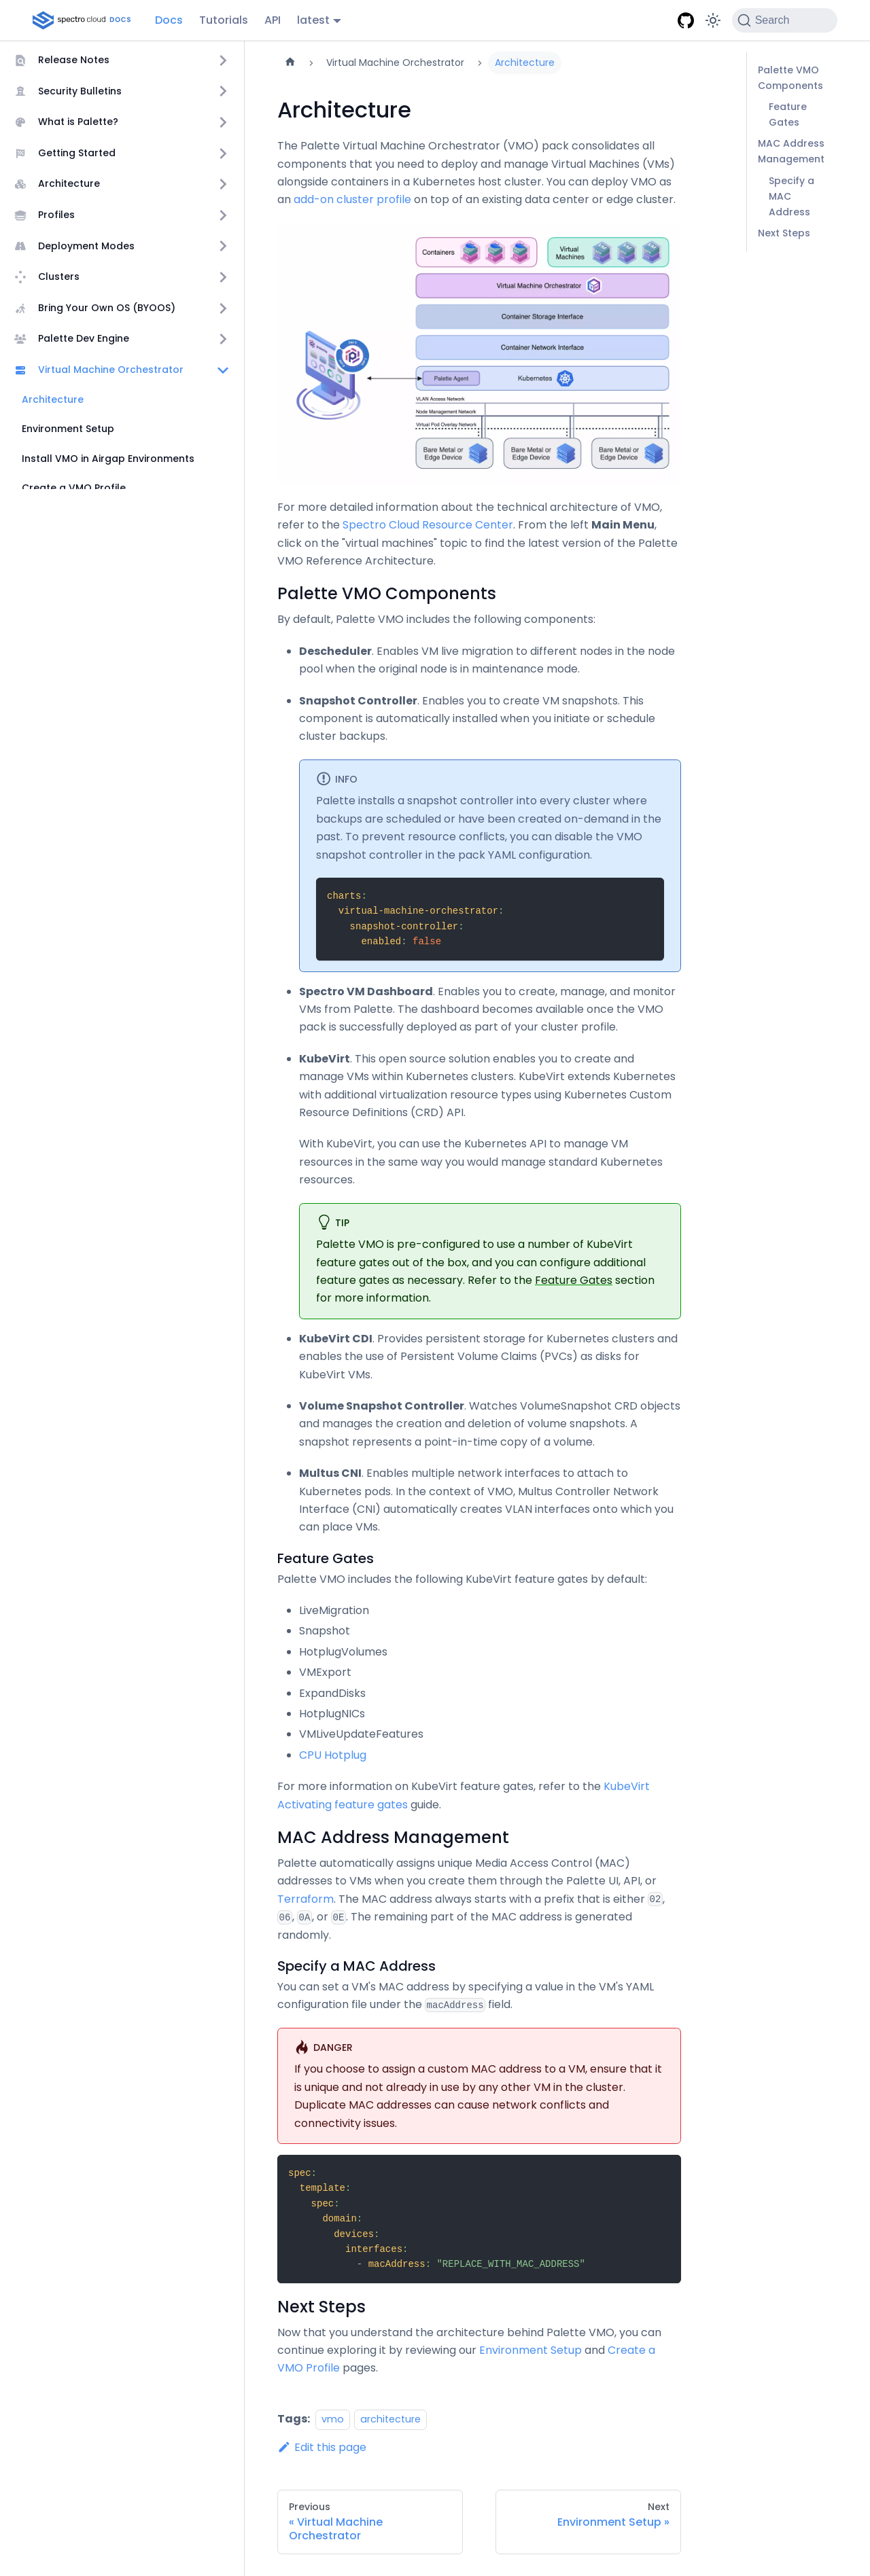 spectro cloud DOCS
Docs
Tutorials
API
latest
Search
Release Notes
Security Bulletins
What is Palette?
Getting Started
Architecture
Profiles
Deployment Modes
Clusters
Bring Your Own OS (BYOOS)
Palette Dev Engine
Virtual Machine Orchestrator
Architecture
Environment Setup
Install VMO in Airgap Environments
Create a VMO Profile
Virtual Machine Orchestrator
Architecture
Architecture
The Palette Virtual Machine Orchestrator (VMO) pack consolidates all
components that you need to deploy and manage Virtual Machines (VMs)
alongside containers in a Kubernetes host cluster. You can deploy VMO as
an add-on cluster profile on top of an existing data center or edge cluster.
Containers
Virtual
Machines
Virtual Machine Orchestrator
Container Storage Interface
Container Network Interface
Palette Agent
Kubernetes
VLAN Access Network
Node Management Network
Virtual Pod Overlay Network
Bare Metal or
Edge Device
Bare Metal or
Edge Device
Bare Metal or
Edge Device
For more detailed information about the technical architecture of VMO,
refer to the Spectro Cloud Resource Center. From the left Main Menu,
click on the "virtual machines" topic to find the latest version of the Palette
VMO Reference Architecture.
Palette VMO Components
By default, Palette VMO includes the following components:
Descheduler. Enables VM live migration to different nodes in the node
pool when the original node is in maintenance mode.
Snapshot Controller. Enables you to create VM snapshots. This
component is automatically installed when you initiate or schedule
cluster backups.
INFO
Palette installs a snapshot controller into every cluster where
backups are scheduled or have been created on-demand in the
past. To prevent resource conflicts, you can disable the VMO
snapshot controller in the pack YAML configuration.
charts:
virtual-machine-orchestrator:
snapshot-controller:
enabled: false
Spectro VM Dashboard. Enables you to create, manage, and monitor
VMs from Palette. The dashboard becomes available once the VMO
pack is successfully deployed as part of your cluster profile.
KubeVirt. This open source solution enables you to create and
manage VMs within Kubernetes clusters. KubeVirt extends Kubernetes
with additional virtualization resource types using Kubernetes Custom
Resource Definitions (CRD) API.
With KubeVirt, you can use the Kubernetes API to manage VM
resources in the same way you would manage standard Kubernetes
resources.
TIP
Palette VMO is pre-configured to use a number of KubeVirt
feature gates out of the box, and you can configure additional
feature gates as necessary. Refer to the Feature Gates section
for more information.
KubeVirt CDI. Provides persistent storage for Kubernetes clusters and
enables the use of Persistent Volume Claims (PVCs) as disks for
KubeVirt VMs.
Volume Snapshot Controller. Watches VolumeSnapshot CRD objects
and manages the creation and deletion of volume snapshots. A
snapshot represents a point-in-time copy of a volume.
Multus CNI. Enables multiple network interfaces to attach to
Kubernetes pods. In the context of VMO, Multus Controller Network
Interface (CNI) automatically creates VLAN interfaces onto which you
can place VMs.
Feature Gates
Palette VMO includes the following KubeVirt feature gates by default:
LiveMigration
Snapshot
HotplugVolumes
VMExport
ExpandDisks
HotplugNICs
VMLiveUpdateFeatures
CPU Hotplug
For more information on KubeVirt feature gates, refer to the KubeVirt
Activating feature gates guide.
MAC Address Management
Palette automatically assigns unique Media Access Control (MAC)
addresses to VMs when you create them through the Palette UI, API, or
Terraform. The MAC address always starts with a prefix that is either 02,
06, 0A, or 0E. The remaining part of the MAC address is generated
randomly.
Specify a MAC Address
You can set a VM's MAC address by specifying a value in the VM's YAML
configuration file under the macAddress field.
DANGER
If you choose to assign a custom MAC address to a VM, ensure that it
is unique and not already in use by any other VM in the cluster.
Duplicate MAC addresses can cause network conflicts and
connectivity issues.
spec:
template:
spec:
domain:
devices:
interfaces:
- macAddress: "REPLACE_WITH_MAC_ADDRESS"
Next Steps
Now that you understand the architecture behind Palette VMO, you can
continue exploring it by reviewing our Environment Setup and Create a
VMO Profile pages.
Tags: vmo architecture
Edit this page
Previous
« Virtual Machine
Orchestrator
Next
Environment Setup »
Palette VMO
Components
Feature
Gates
MAC Address
Management
Specify a
MAC
Address
Next Steps